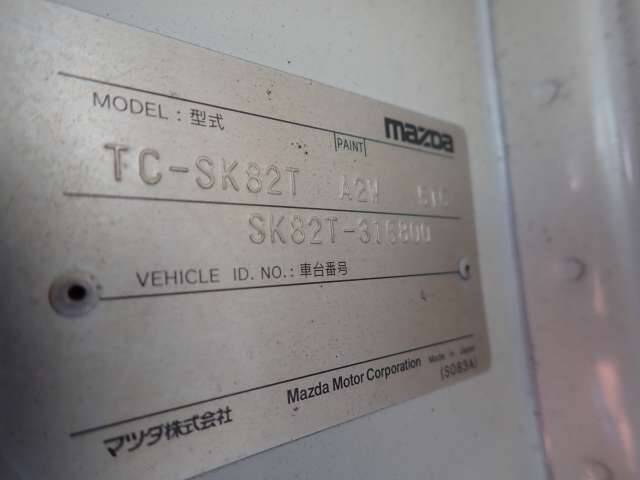 MODEL : 型式
PAINT
mazda
TC-SK82T A2W
SK82T-316800
VEHICLE ID. NO. : 車台番号
マツダ株式会社
Mazda Motor Corporation Made in Japan
(S083A)